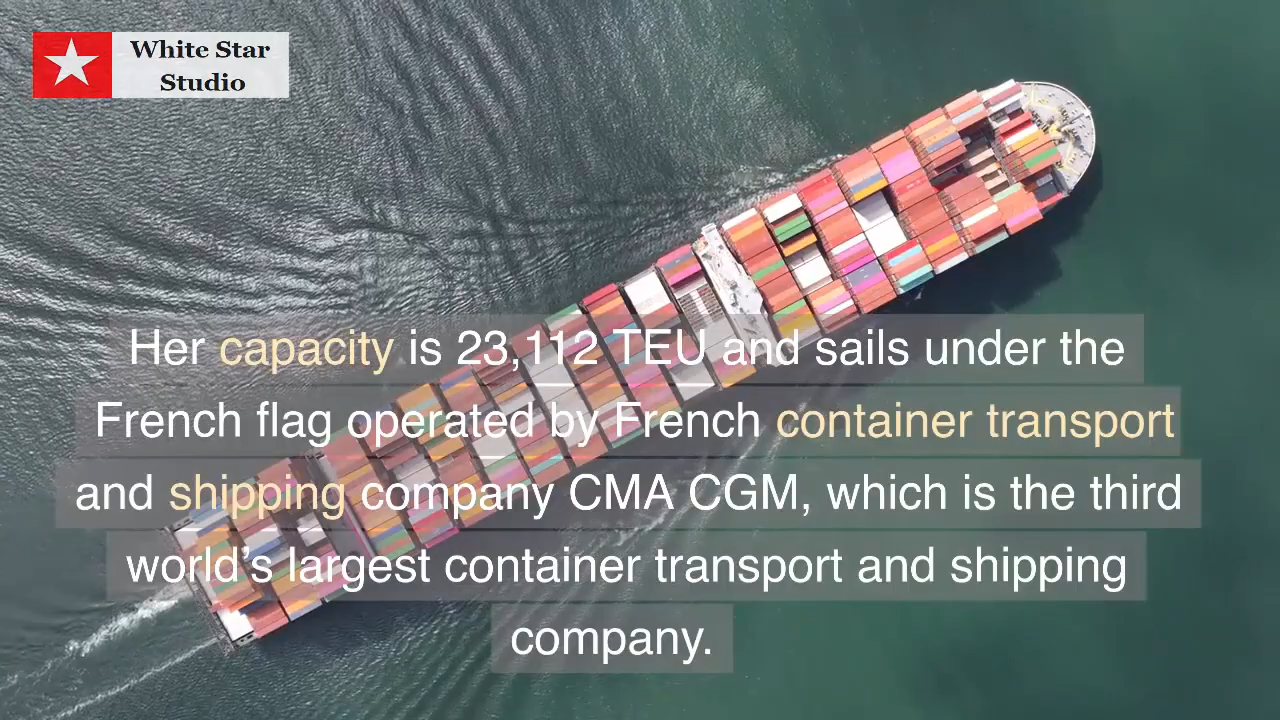 White Star
Studio
Her capacity is 23,112 TEU and sails under the
French flag operated by French container transport
and shipping company CMA CGM, which is the third
world’s largest container transport and shipping
company.